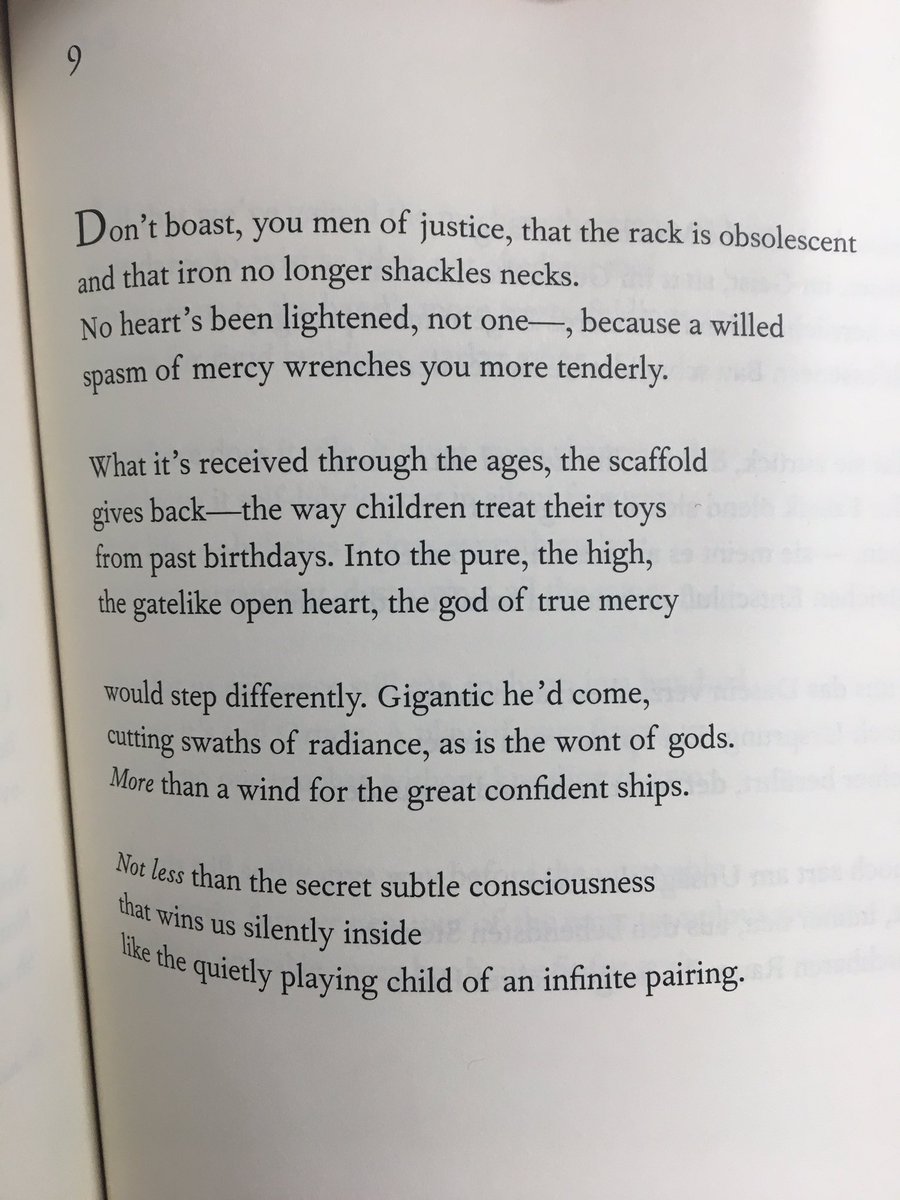 9
Don't boast, you men of justice, that the rack is obsolescent
and that iron no longer shackles necks.
No heart's been lightened, not one—, because a willed
spasm of mercy wrenches you more tenderly.
What it's received through the ages, the scaffold
gives back—the way children treat their toys
from past birthdays. Into the pure, the high,
the gatelike open heart, the god of true mercy
would step differently. Gigantic he'd come,
cutting swaths of radiance, as is the wont of gods.
More than a wind for the great confident ships.
Not less than the secret subtle consciousness
that wins us silently inside
like the quietly playing child of an infinite pairing.